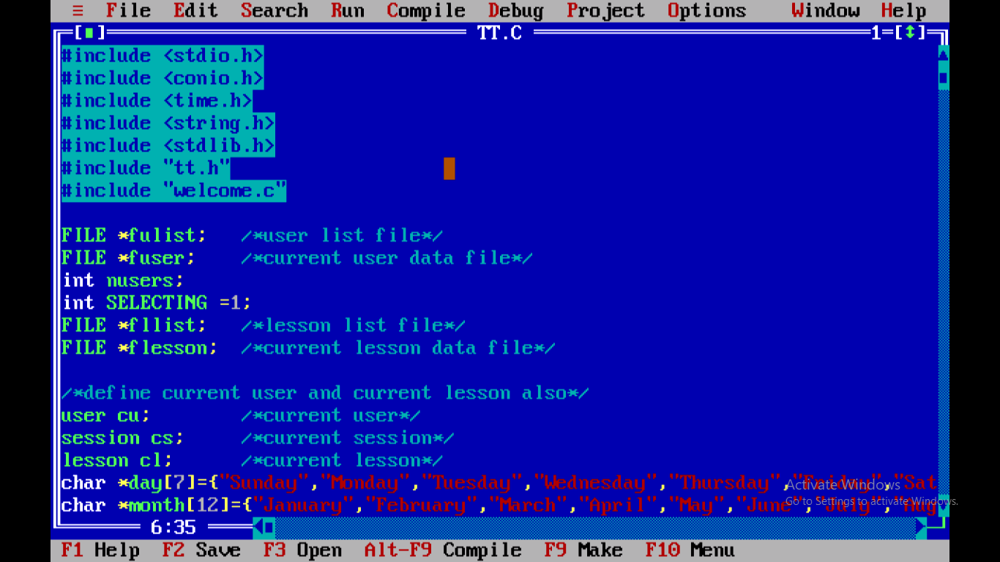 ≡ File Edit Search Run Compile Debug Project Options Window Help
[■] TT.C 1=[↕]
#include <stdio.h>
#include <conio.h>
#include <time.h>
#include <string.h>
#include <stdlib.h>
#include "tt.h"
#include "welcome.c"
FILE *fulist; /*user list file*/
FILE *fuser; /*current user data file*/
int nusers;
int SELECTING =1;
FILE *fllist; /*lesson list file*/
FILE *flesson; /*current lesson data file*/
/*define current user and current lesson also*/
user cu; /*current user*/
session cs; /*current session*/
lesson cl; /*current lesson*/
char *day[7]={"Sunday","Monday","Tuesday","Wednesday","Thursday","Friday","Sat
char *month[12]={"January","February","March","April","May","June","July","Aug
Activate Windows
Go to Settings to activate Windows.
6:35
F1 Help F2 Save F3 Open Alt-F9 Compile F9 Make F10 Menu